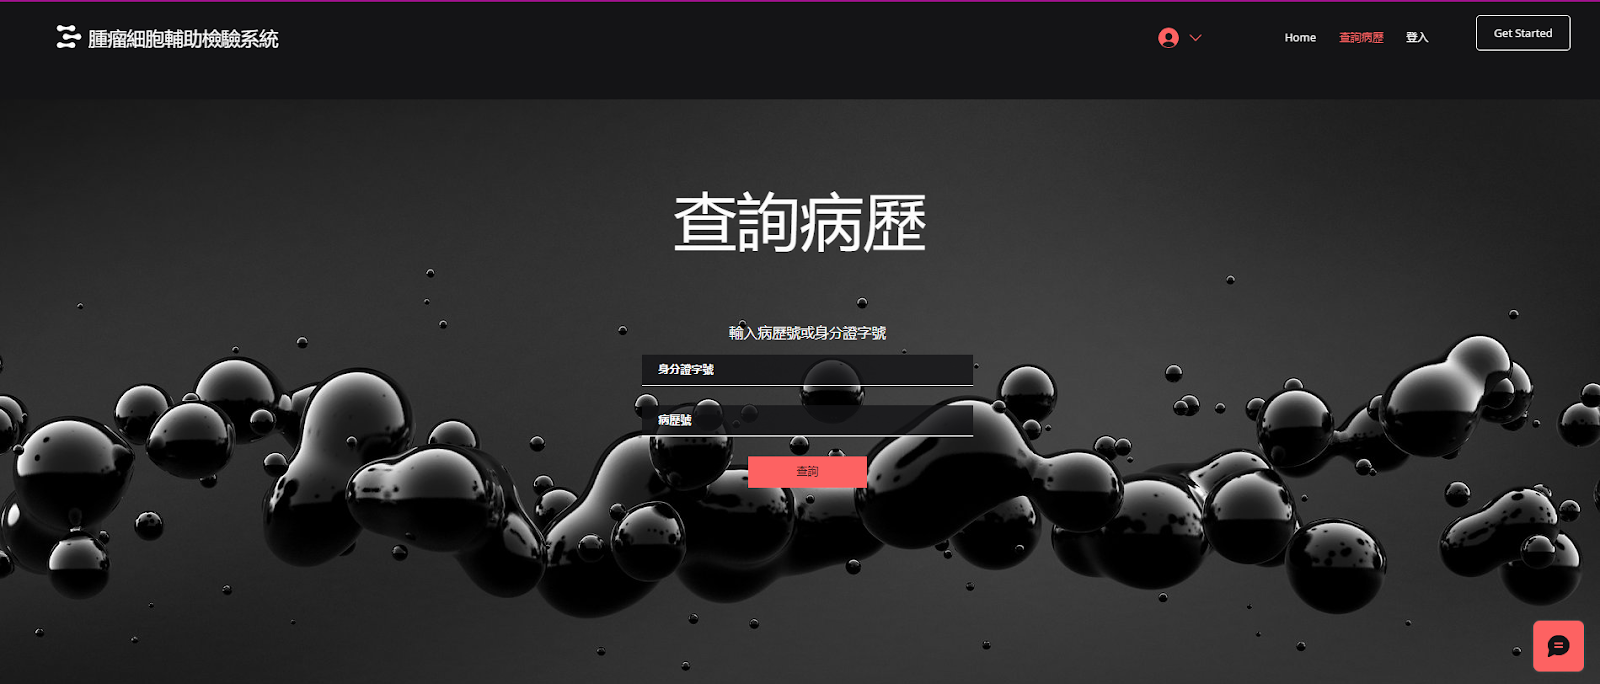 腫瘤細胞輔助檢驗系統
Home
查詢病歷
登入
Get Started
查詢病歷
輸入病歷號或身分證字號
身分證字號
病歷號
查詢